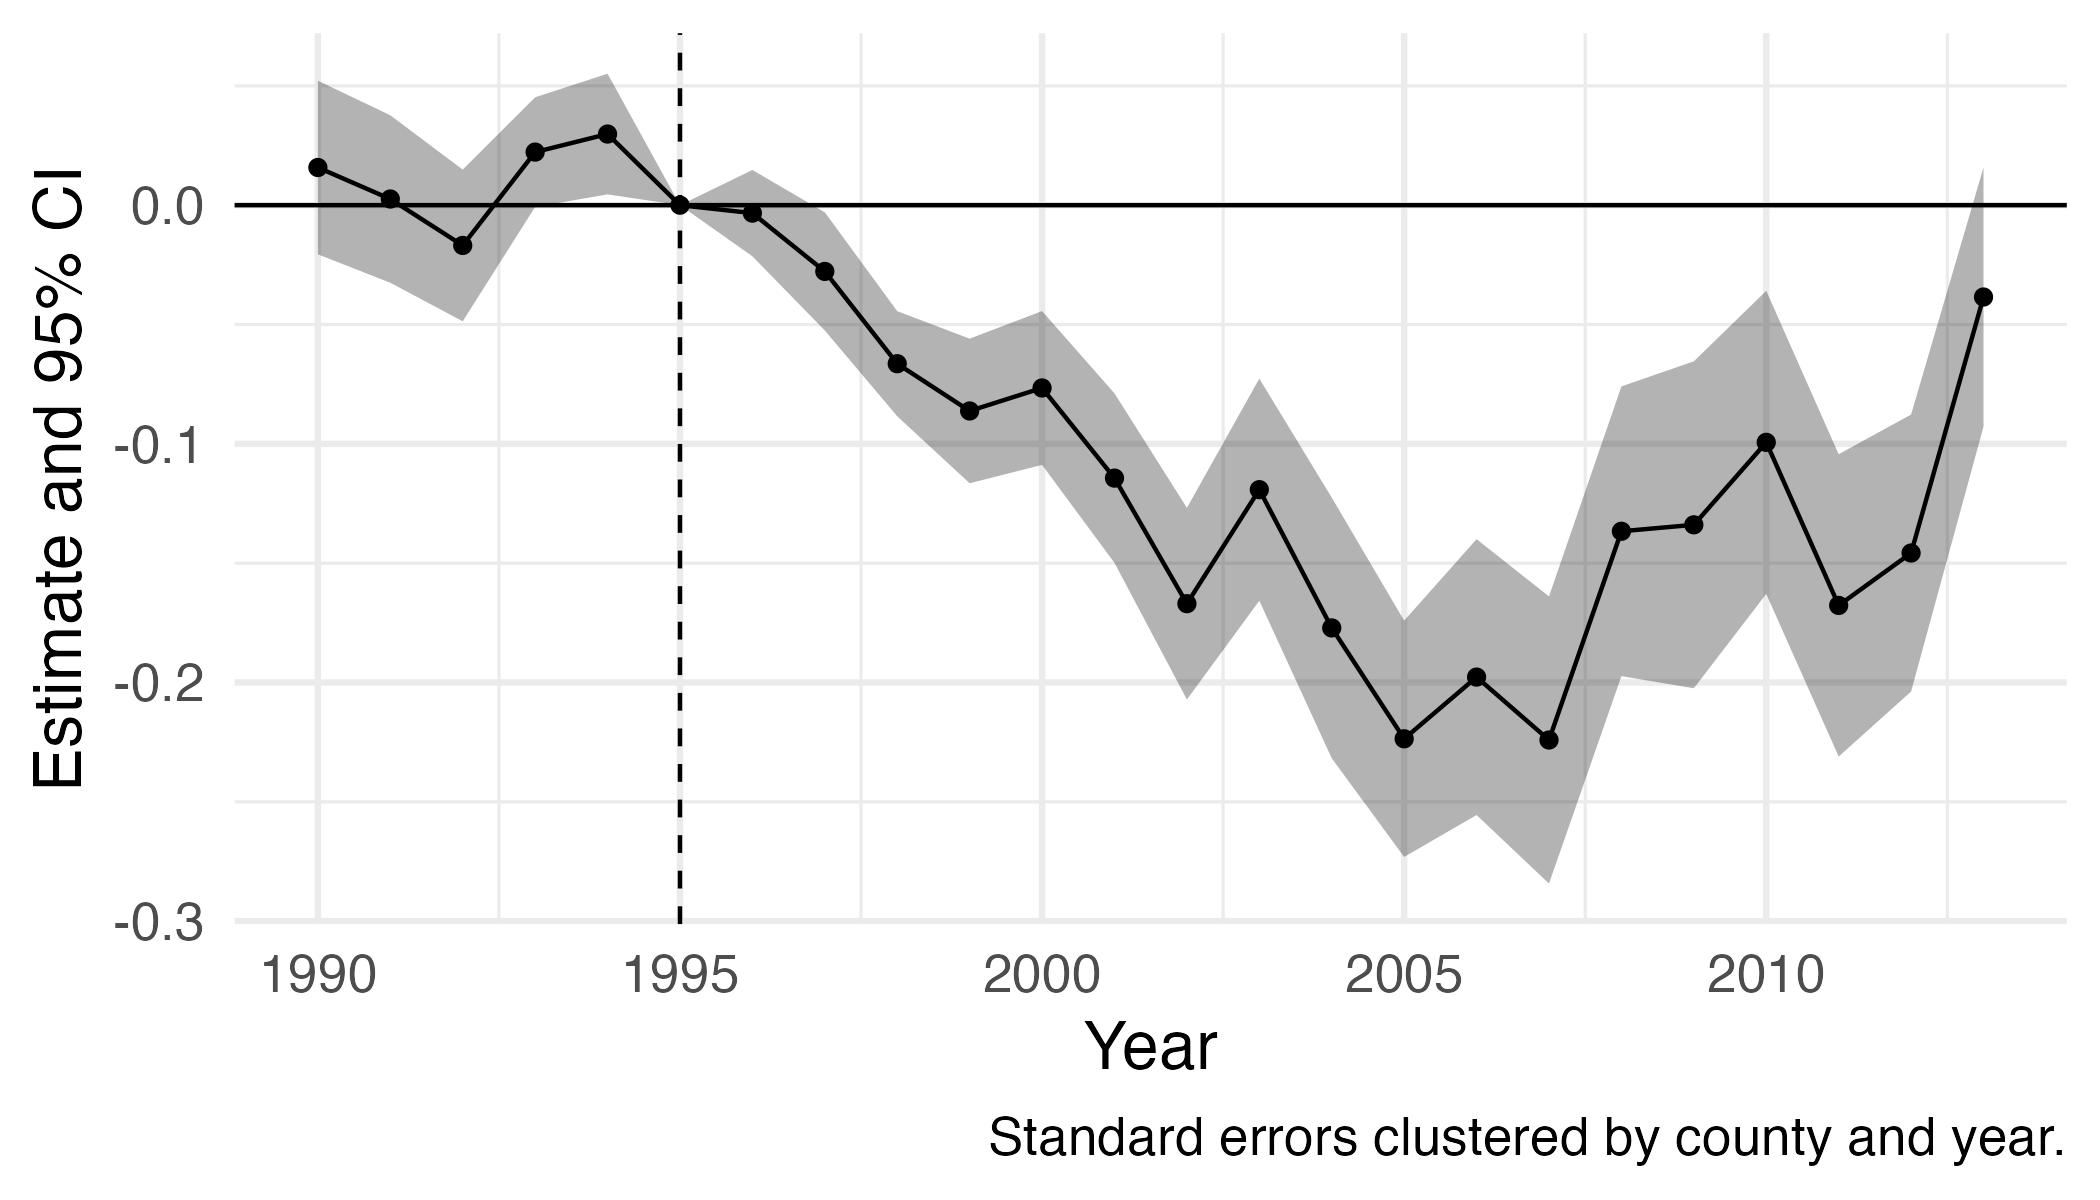 Estimate and 95% CI
0.0
-0.1
-0.2
-0.3
1990 1995 2000 2005 2010
Year
Standard errors clustered by county and year.